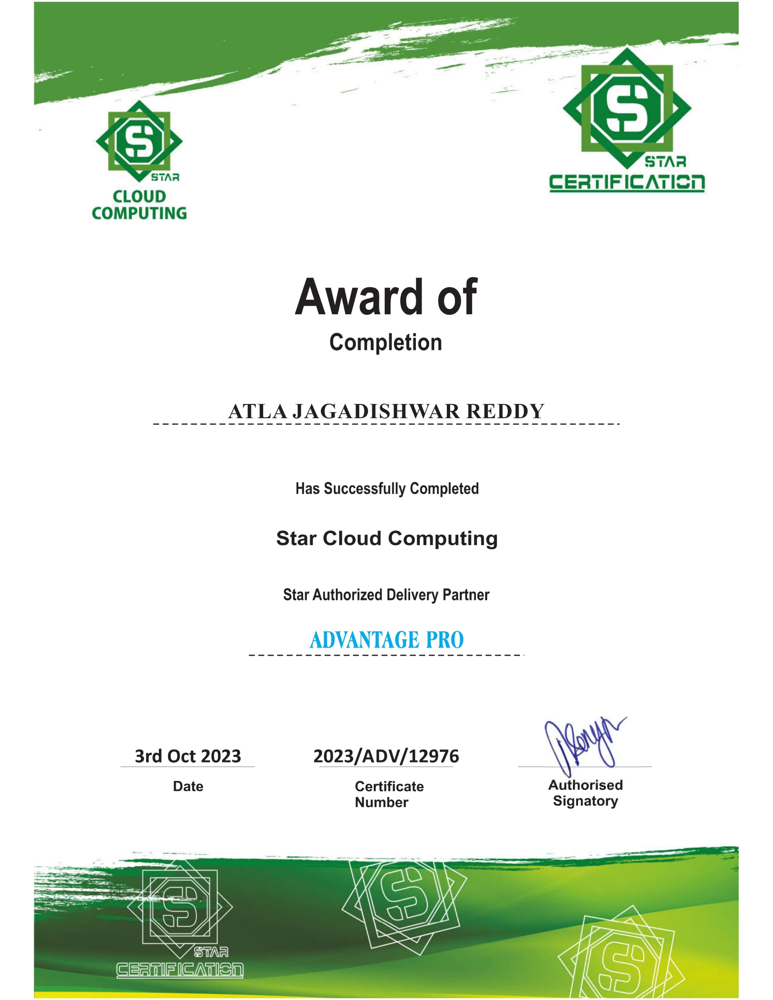 STAR
CLOUD
COMPUTING
STAR
CERTIFICATION
Award of
Completion
ATLA JAGADISHWAR REDDY
Has Successfully Completed
Star Cloud Computing
Star Authorized Delivery Partner
ADVANTAGE PRO
3rd Oct 2023
Date
2023/ADV/12976
Certificate
Number
Authorised
Signatory
STAR
CERTIFICATION